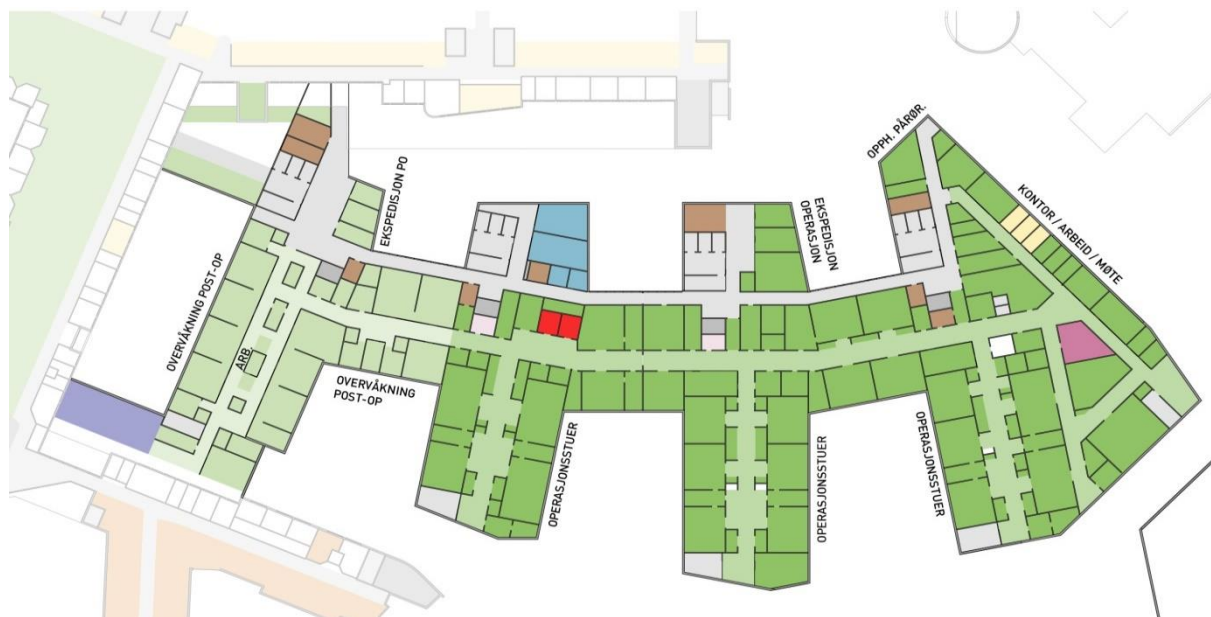 OPPH. PÅRØR.
EKSPEDISJON PO
EKSPEDISJON
OPERASJON
KONTOR / ARBEID / MØTE
OVERVÅKNING POST-OP
ARB.
OVERVÅKNING
POST-OP
OPERASJONSSTUER
OPERASJONSSTUER
OPERASJONSSTUER